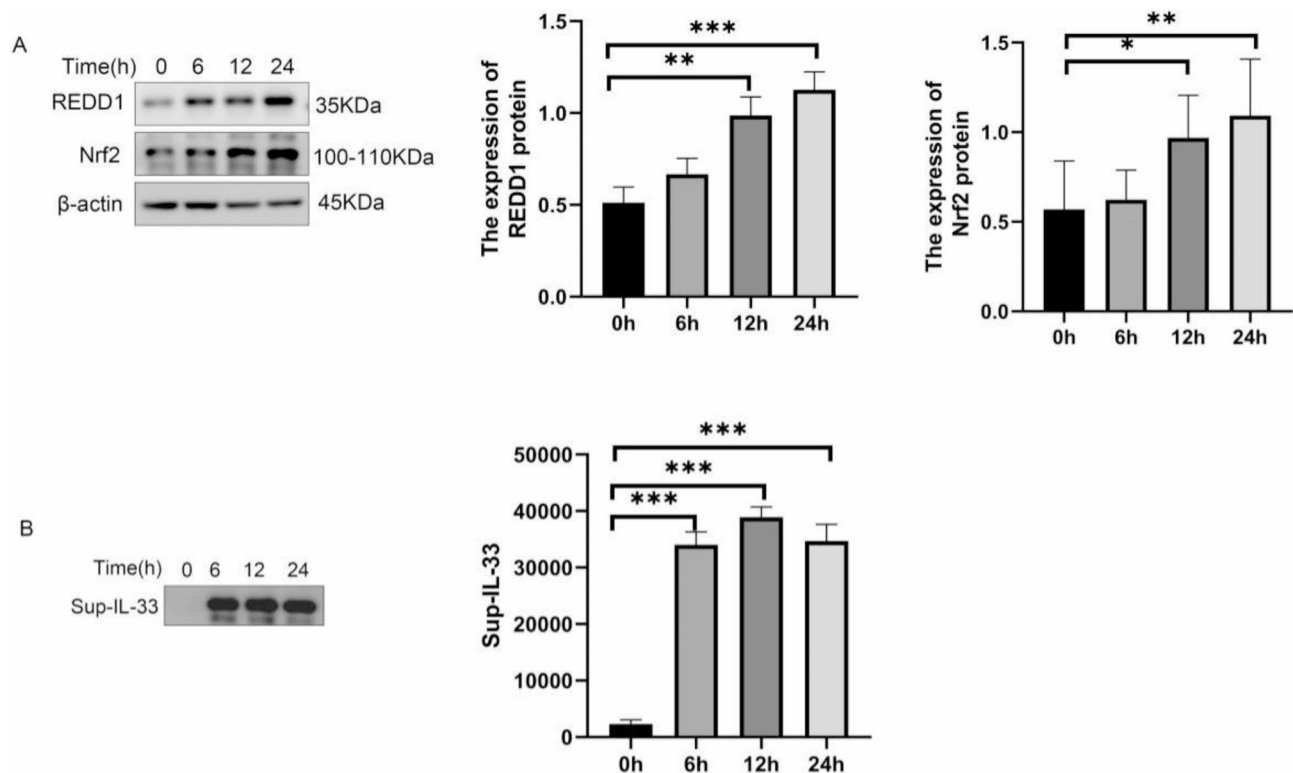 A
Time(h) 0 6 12 24
REDD1 35KDa
Nrf2 100-110KDa
β-actin 45KDa
The expression of
REDD1 protein
1.5
1.0
0.5
0.0
***
**
0h 6h 12h 24h
The expression of
Nrf2 protein
1.5
1.0
0.5
0.0
**
*
0h 6h 12h 24h
B
Time(h) 0 6 12 24
Sup-IL-33
Sup-IL-33
50000
40000
30000
20000
10000
0
***
***
***
0h 6h 12h 24h